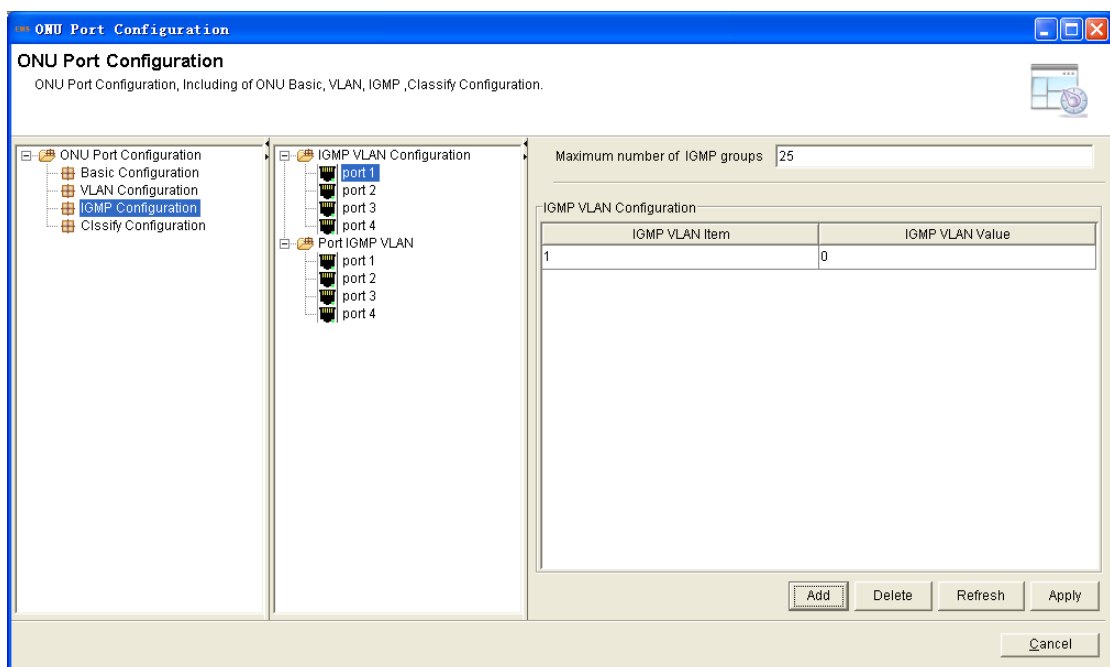 EMS ONU Port Configuration
ONU Port Configuration
ONU Port Configuration, Including of ONU Basic, VLAN, IGMP ,Classify Configuration.
ONU Port Configuration
Basic Configuration
VLAN Configuration
IGMP Configuration
Clssify Configuration
IGMP VLAN Configuration
port 1
port 2
port 3
port 4
Port IGMP VLAN
port 1
port 2
port 3
port 4
Maximum number of IGMP groups 25
IGMP VLAN Configuration
IGMP VLAN Item IGMP VLAN Value
1 0
Add Delete Refresh Apply
Cancel